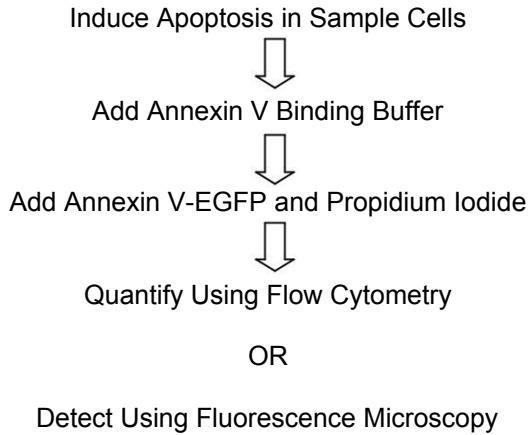 Induce Apoptosis in Sample Cells
Add Annexin V Binding Buffer
Add Annexin V-EGFP and Propidium Iodide
Quantify Using Flow Cytometry
OR
Detect Using Fluorescence Microscopy